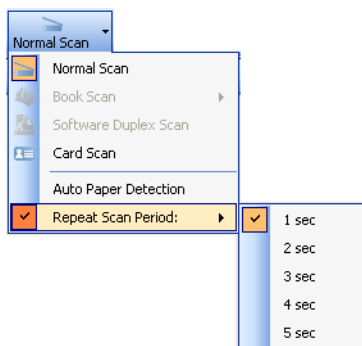 Normal Scan
Normal Scan
Book Scan
Software Duplex Scan
Card Scan
Auto Paper Detection
Repeat Scan Period:
1 sec
2 sec
3 sec
4 sec
5 sec